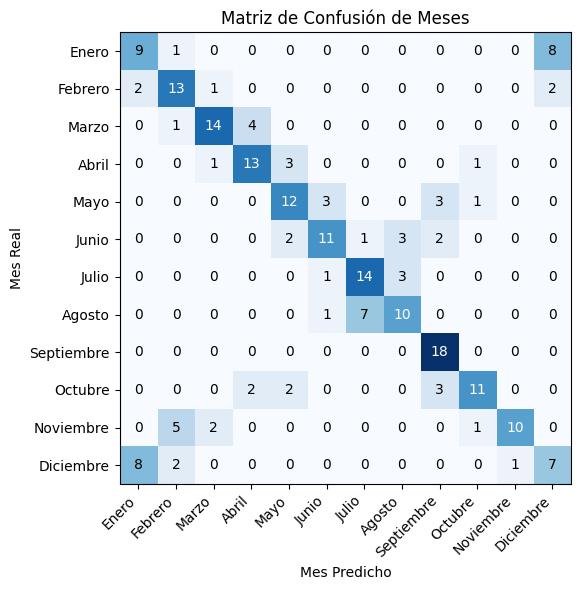 Matriz de Confusión de Meses
Mes Real
Enero 9 1 0 0 0 0 0 0 0 0 0 8
Febrero 2 13 1 0 0 0 0 0 0 0 0 2
Marzo 0 1 14 4 0 0 0 0 0 0 0 0
Abril 0 0 1 13 3 0 0 0 0 1 0 0
Mayo 0 0 0 0 12 3 0 0 3 1 0 0
Junio 0 0 0 0 2 11 1 3 2 0 0 0
Julio 0 0 0 0 0 1 14 3 0 0 0 0
Agosto 0 0 0 0 0 1 7 10 0 0 0 0
Septiembre 0 0 0 0 0 0 0 0 18 0 0 0
Octubre 0 0 0 2 2 0 0 0 3 11 0 0
Noviembre 0 5 2 0 0 0 0 0 0 1 10 0
Diciembre 8 2 0 0 0 0 0 0 0 0 1 7
Enero Febrero Marzo Abril Mayo Junio Julio Agosto Septiembre Octubre Noviembre Diciembre
Mes Predicho